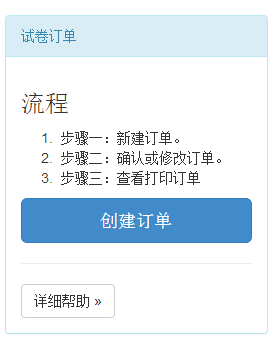 试卷订单
流程
1. 步骤一：新建订单。
2. 步骤二：确认或修改订单。
3. 步骤三：查看打印订单
创建订单
详细帮助 »